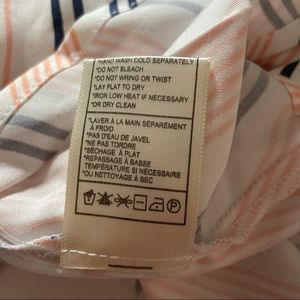 *HAND WASH COLD SEPARATELY
*DO NOT BLEACH
*DO NOT WRING OR TWIST
*LAY FLAT TO DRY
*IRON LOW HEAT IF NECESSARY
*OR DRY CLEAN
*LAVER À LA MAIN SÉPARÉMENT
À FROID
*PAS D'EAU DE JAVEL
*NE PAS TORDRE
*SÉCHAGE À PLAT
*REPASSAGE À BASSE
TEMPÉRATURE SI NÉCESSAIRE
*OU NETTOYAGE À SEC
P